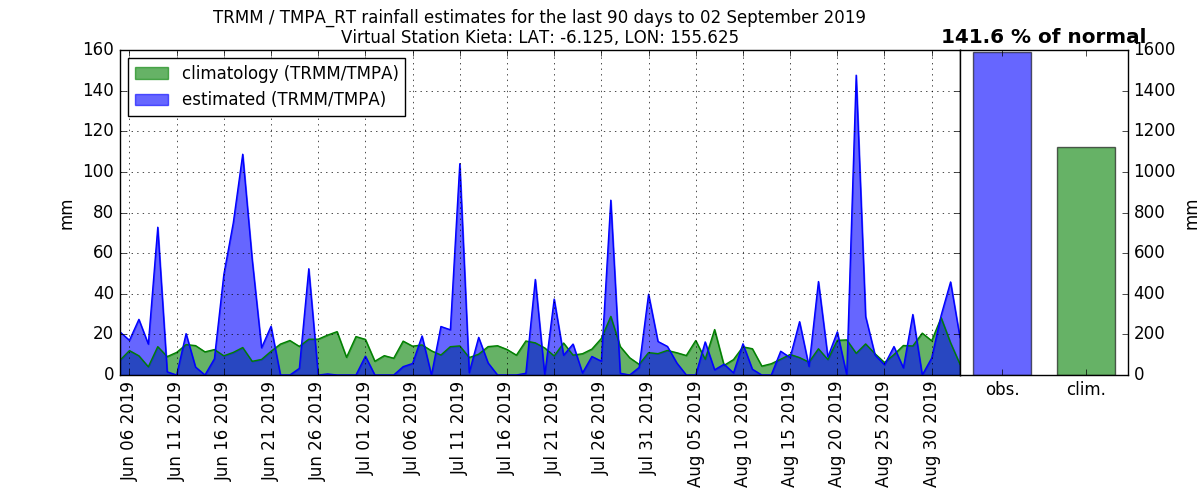 TRMM / TMPA_RT rainfall estimates for the last 90 days to 02 September 2019
Virtual Station Kieta: LAT: -6.125, LON: 155.625
141.6 % of normal
climatology (TRMM/TMPA)
estimated (TRMM/TMPA)
mm
160
140
120
100
80
60
40
20
0
1600
1400
1200
1000
800
600
400
200
0
mm
Jun 06 2019
Jun 11 2019
Jun 16 2019
Jun 21 2019
Jun 26 2019
Jul 01 2019
Jul 06 2019
Jul 11 2019
Jul 16 2019
Jul 21 2019
Jul 26 2019
Jul 31 2019
Aug 05 2019
Aug 10 2019
Aug 15 2019
Aug 20 2019
Aug 25 2019
Aug 30 2019
obs.
clim.